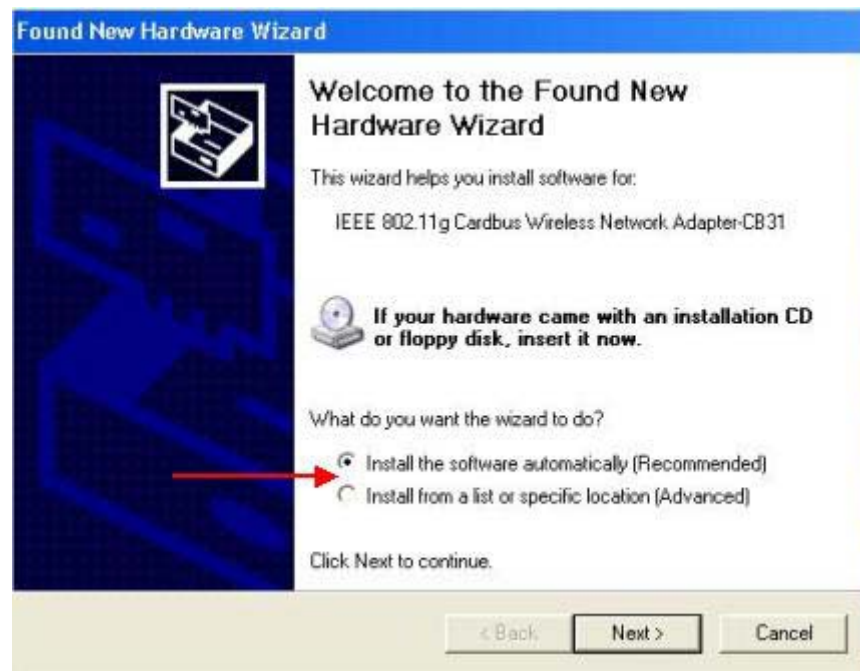 Found New Hardware Wizard
Welcome to the Found New
Hardware Wizard
This wizard helps you install software for:
IEEE 802.11g Cardbus Wireless Network Adapter-CB31
If your hardware came with an installation CD
or floppy disk, insert it now.
What do you want the wizard to do?
Install the software automatically (Recommended)
Install from a list or specific location (Advanced)
Click Next to continue.
< Back Next > Cancel